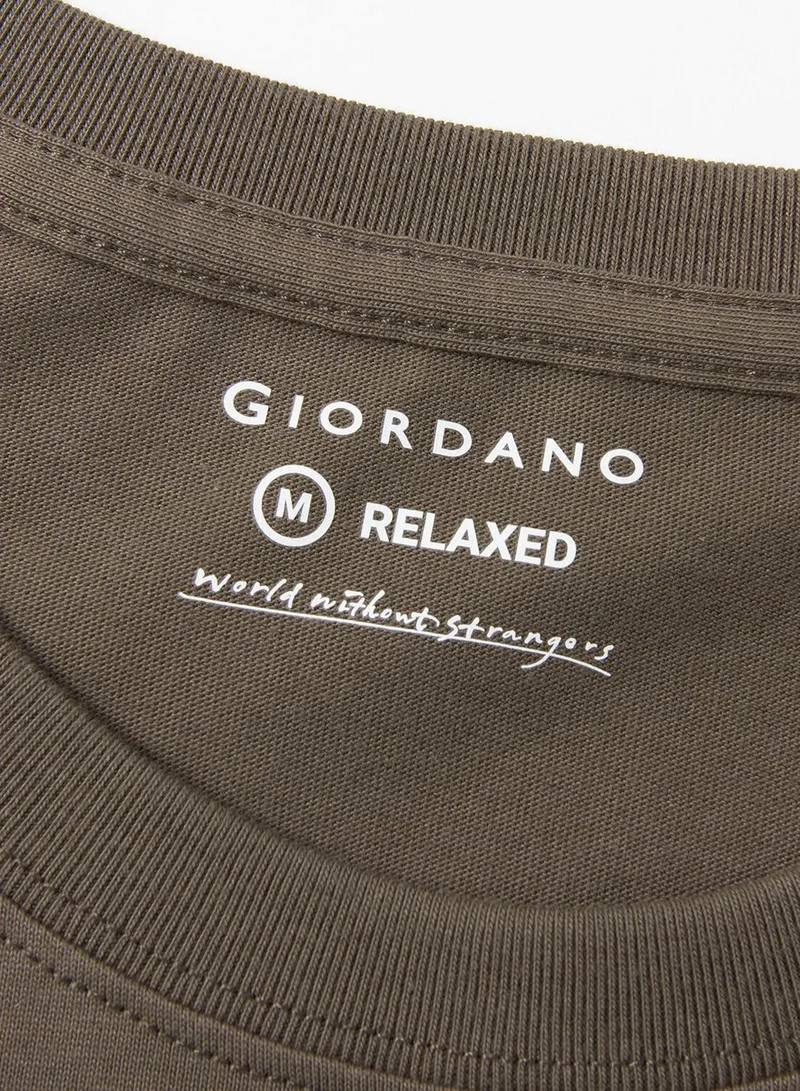 GIORDANO
M RELAXED
World without strangers